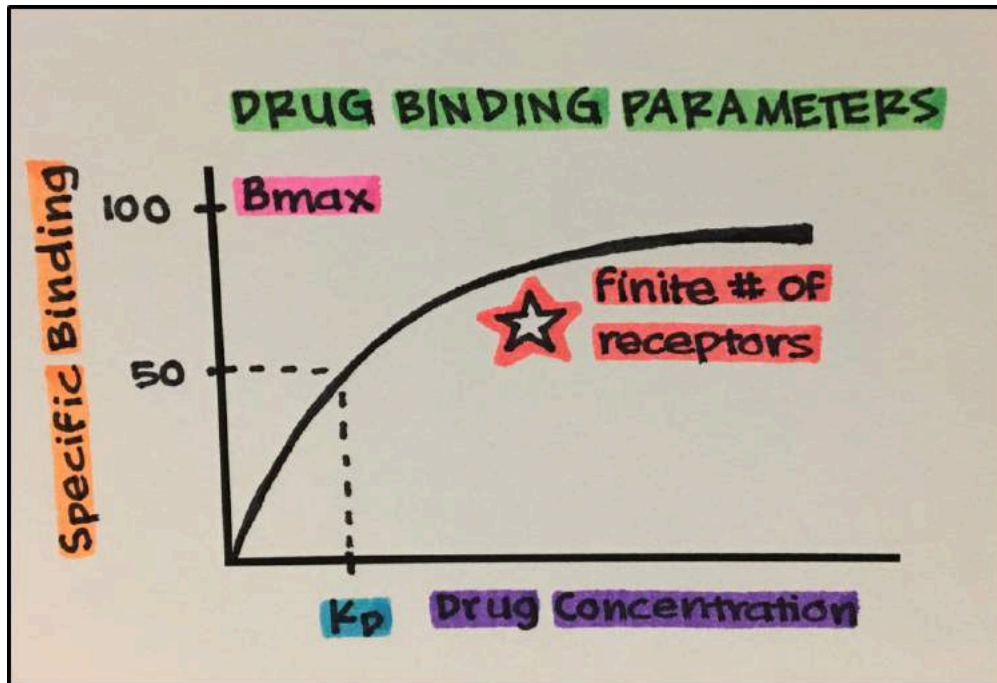 DRUG BINDING PARAMETERS
Specific Binding
100
Bmax
finite # of
receptors
50
KD
Drug Concentration